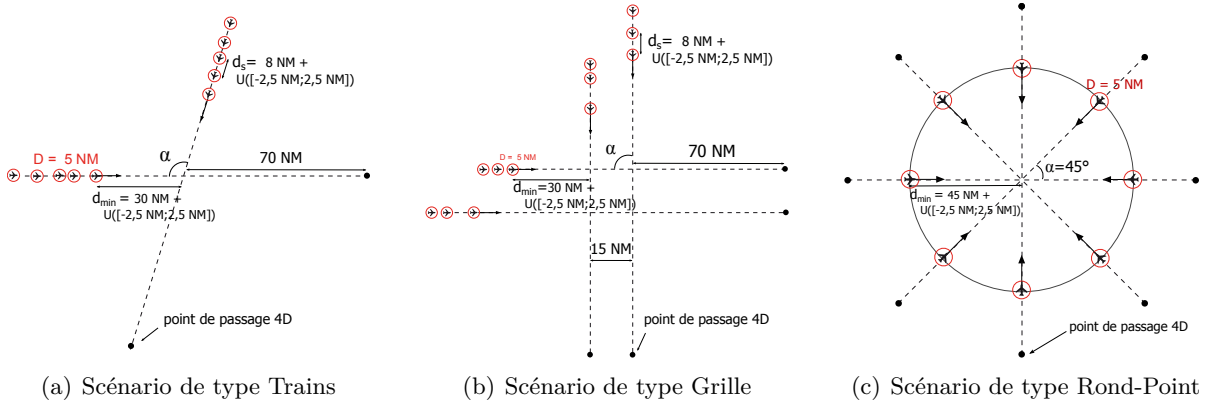 d_s= 8 NM +
U([-2,5 NM;2,5 NM])
D = 5 NM
α
70 NM
d_min = 30 NM +
U([-2,5 NM;2,5 NM])
point de passage 4D
(a) Scénario de type Trains
d_s= 8 NM +
U([-2,5 NM;2,5 NM])
D = 5 NM
α
70 NM
d_min =30 NM +
U([-2,5 NM;2,5 NM])
15 NM
point de passage 4D
(b) Scénario de type Grille
D = 5 NM
α=45°
d_min = 45 NM +
U([-2,5NM;2,5 NM])
point de passage 4D
(c) Scénario de type Rond-Point